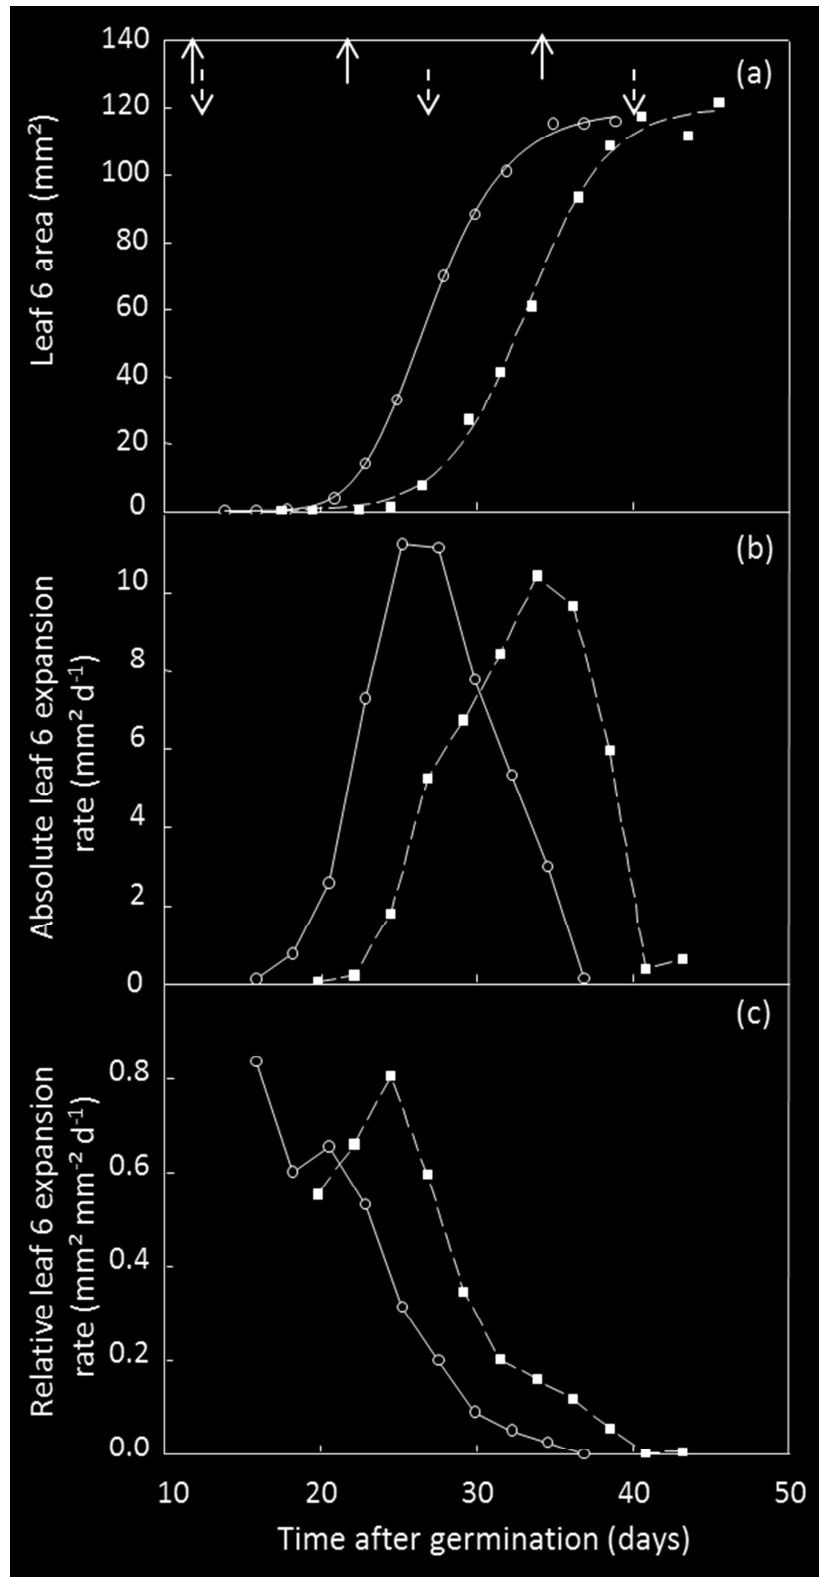 140
120
100
80
60
40
20
0
Leaf 6 area (mm²)
(a)
10
8
6
4
2
0
Absolute leaf 6 expansion
rate (mm² d⁻¹)
(b)
0.8
0.6
0.4
0.2
0.0
Relative leaf 6 expansion
rate (mm² mm⁻² d⁻¹)
(c)
10 20 30 40 50
Time after germination (days)